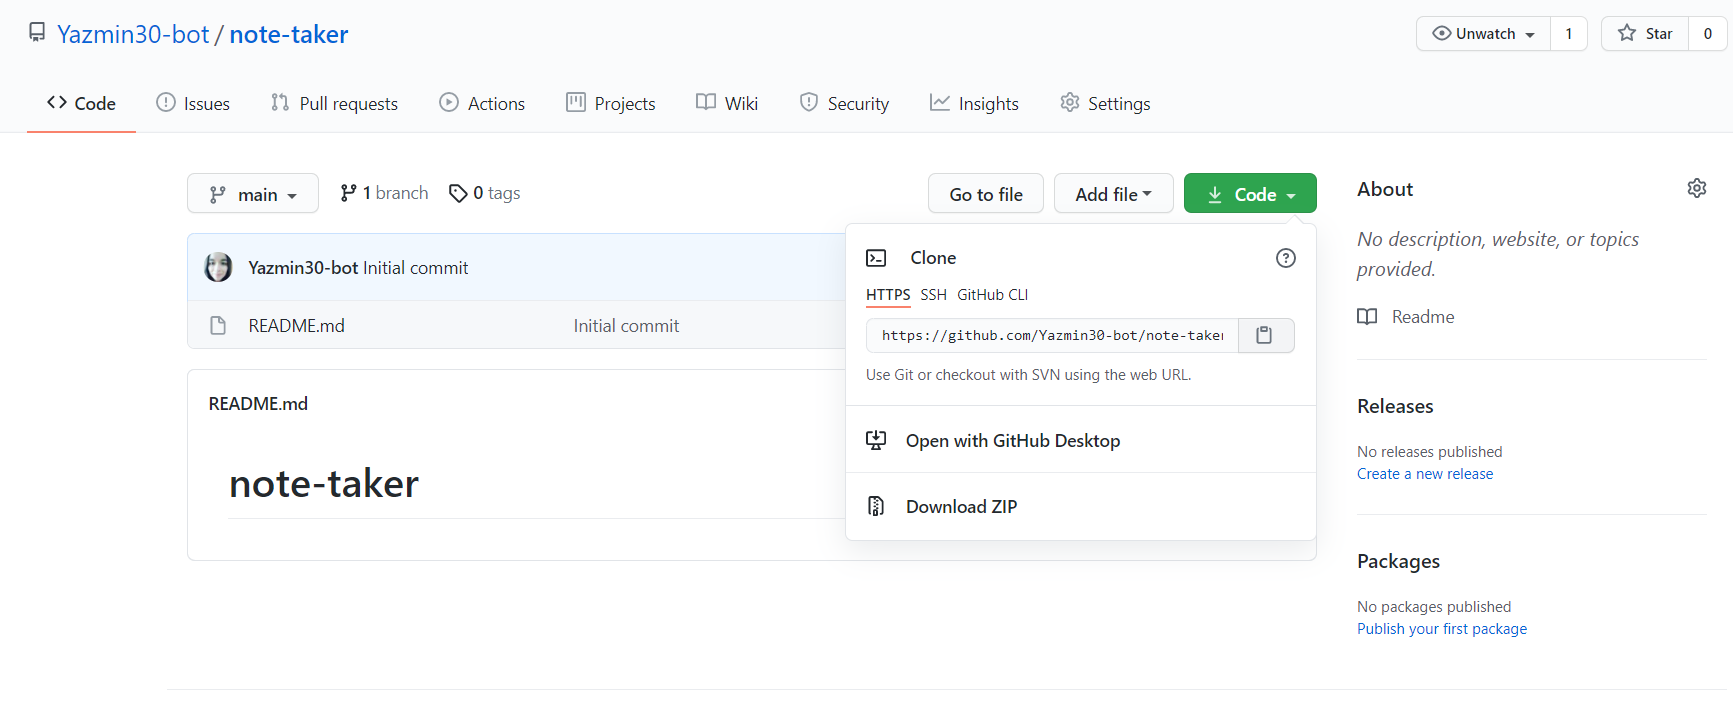 Yazmin30-bot / note-taker
Unwatch 1
Star 0
Code Issues Pull requests Actions Projects Wiki Security Insights Settings
main 1 branch 0 tags
Go to file Add file Code
Yazmin30-bot Initial commit
README.md Initial commit
README.md
note-taker
Clone
HTTPS SSH GitHub CLI
https://github.com/Yazmin30-bot/note-taker
Use Git or checkout with SVN using the web URL.
Open with GitHub Desktop
Download ZIP
About
No description, website, or topics
provided.
Readme
Releases
No releases published
Create a new release
Packages
No packages published
Publish your first package